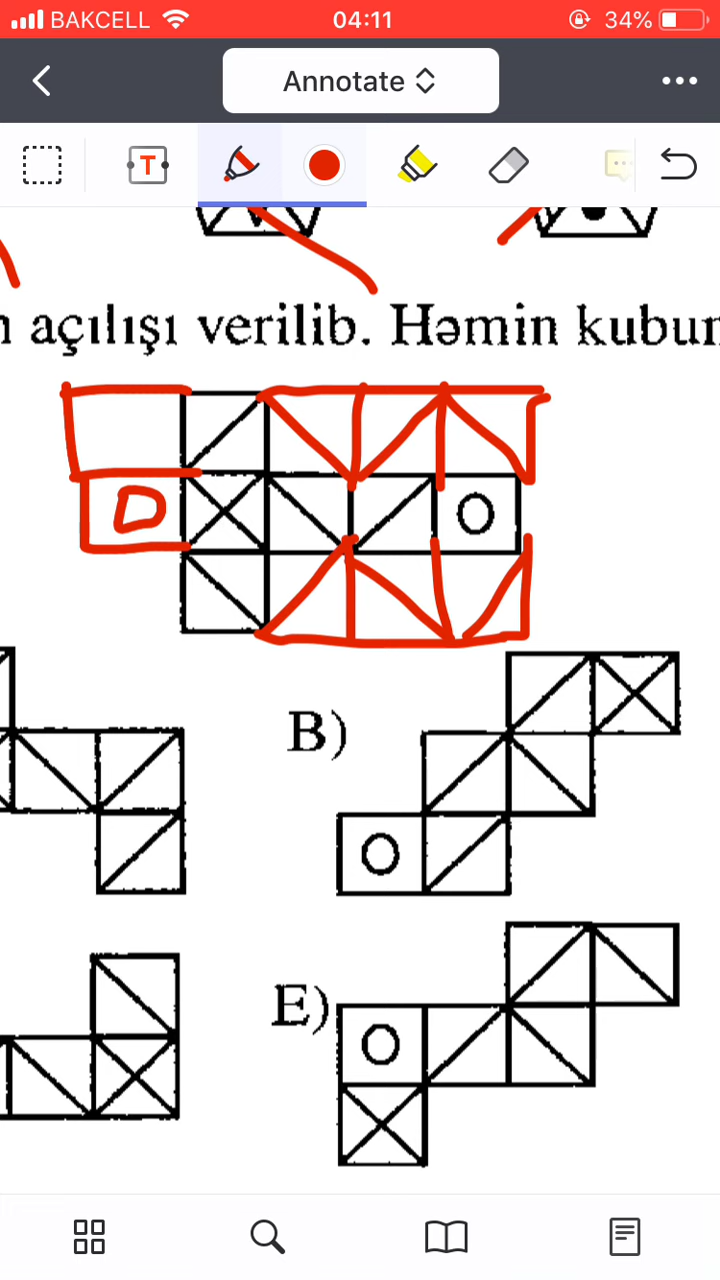 BAKCELL 04:11 34%
Annotate
T
açılışı verilib. Həmin kubun
D
O
B)
O
E)
O